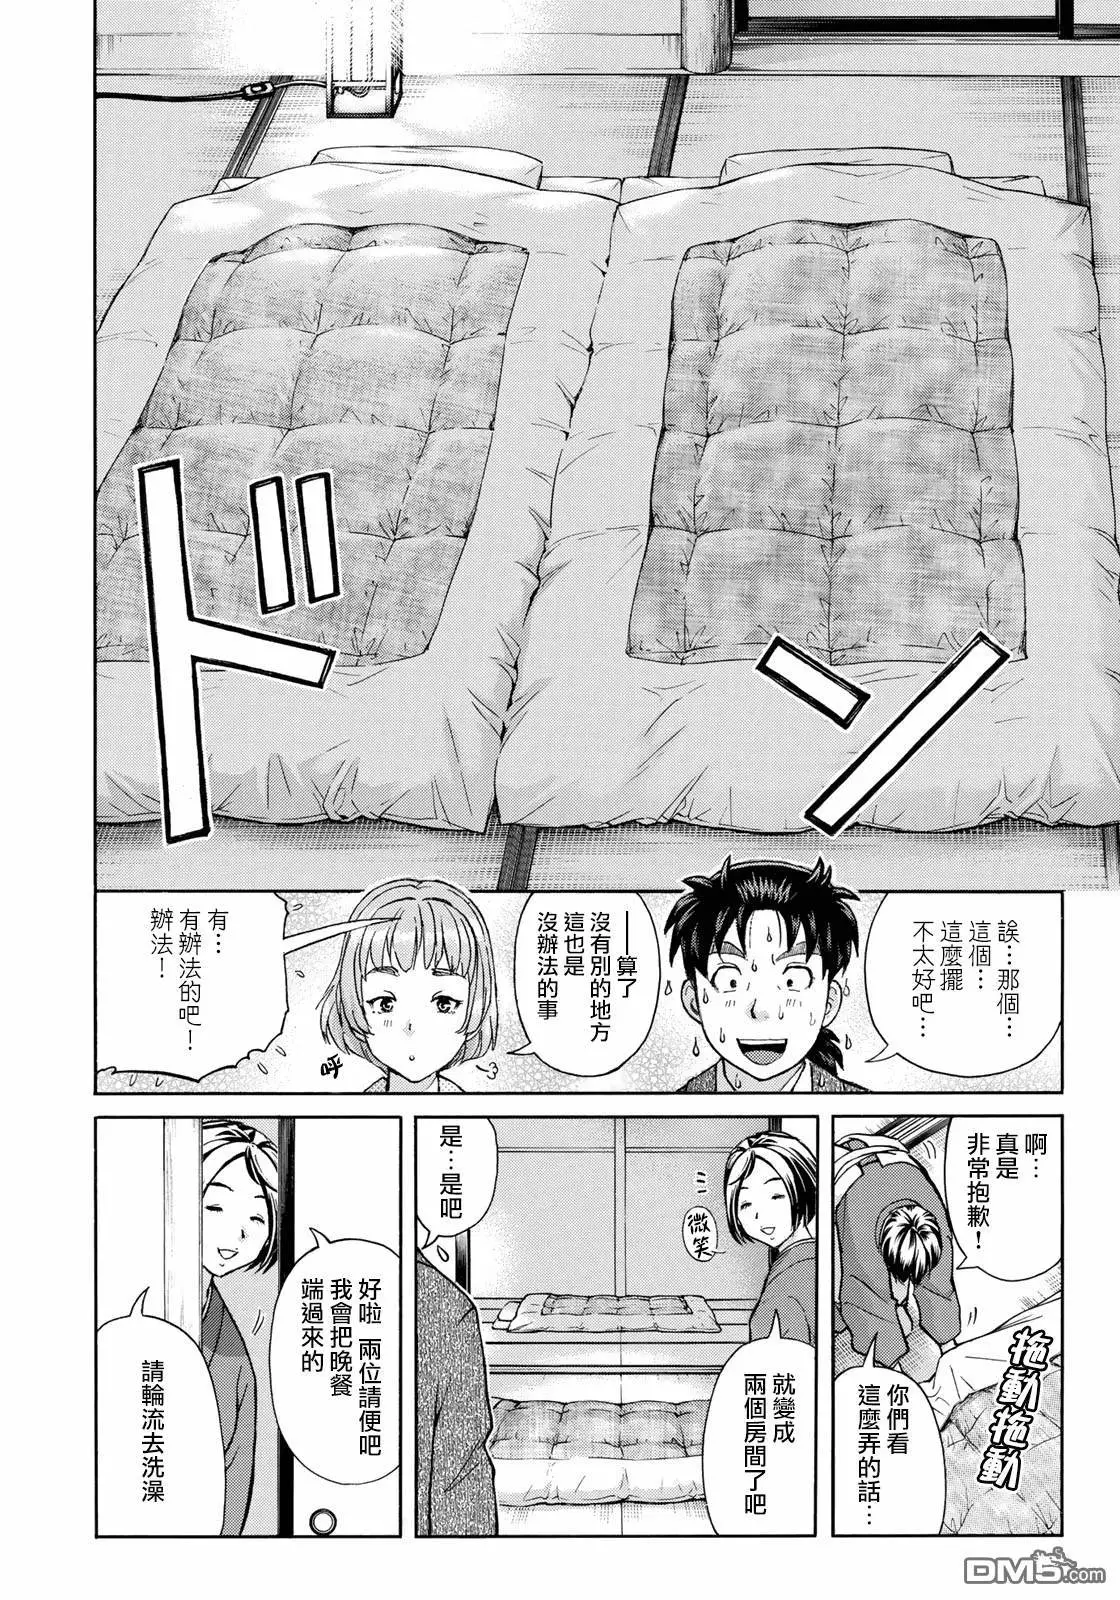 ドン
誒…那個…
這個…
這麼擺
不太好吧…
──算了
沒有別的地方
這也是
沒辦法的事
呼
有…
有辦法的吧！
辦法！
啊…
真是
非常抱歉！
拖動拖動
你們看
這麼弄的話…
微笑
就變成
兩個房間了吧
是…是吧
好啦 兩位請便吧
我會把晚餐
端過來的
請輪流去洗澡
DM5.com